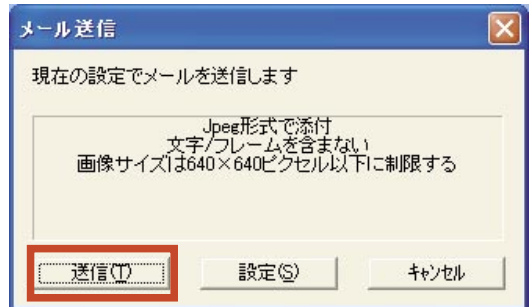 メール送信
現在の設定でメールを送信します
Jpeg形式で添付
文字/フレームを含まない
画像サイズは640×640ピクセル以下に制限する
送信(T) 設定(S) キャンセル